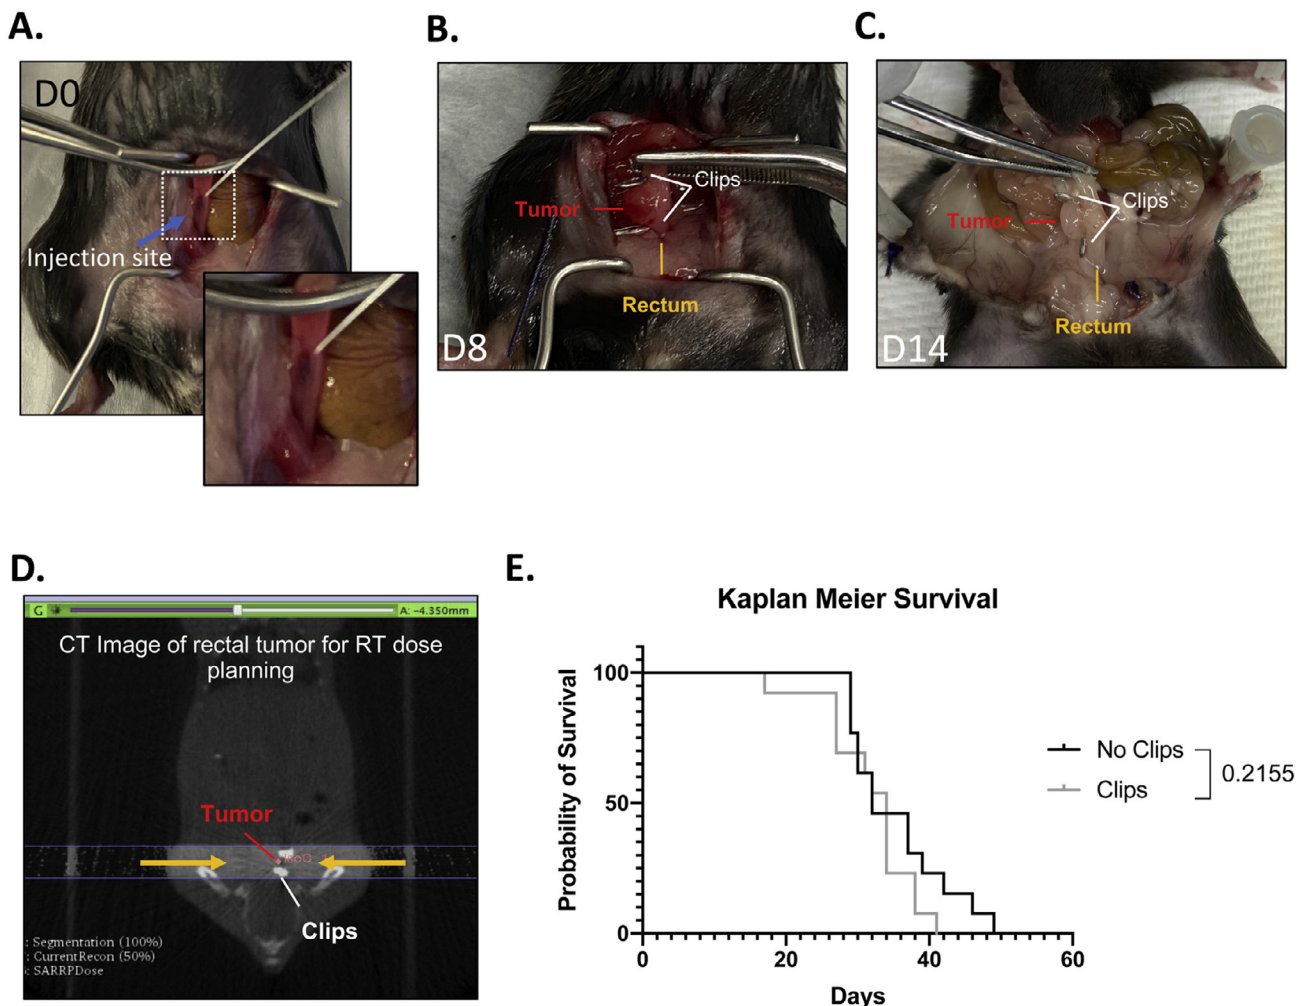 A.
D0
Injection site
B.
Clips
Tumor
Rectum
D8
C.
Clips
Tumor
Rectum
D14
D.
G
A: -4.350mm
CT Image of rectal tumor for RT dose
planning
Tumor
Clips
: Segmentation (100%)
: CurrentRecon (50%)
: SARRPDose
E.
Kaplan Meier Survival
Probability of Survival
100
50
0
0 20 40 60
Days
No Clips
Clips
0.2155